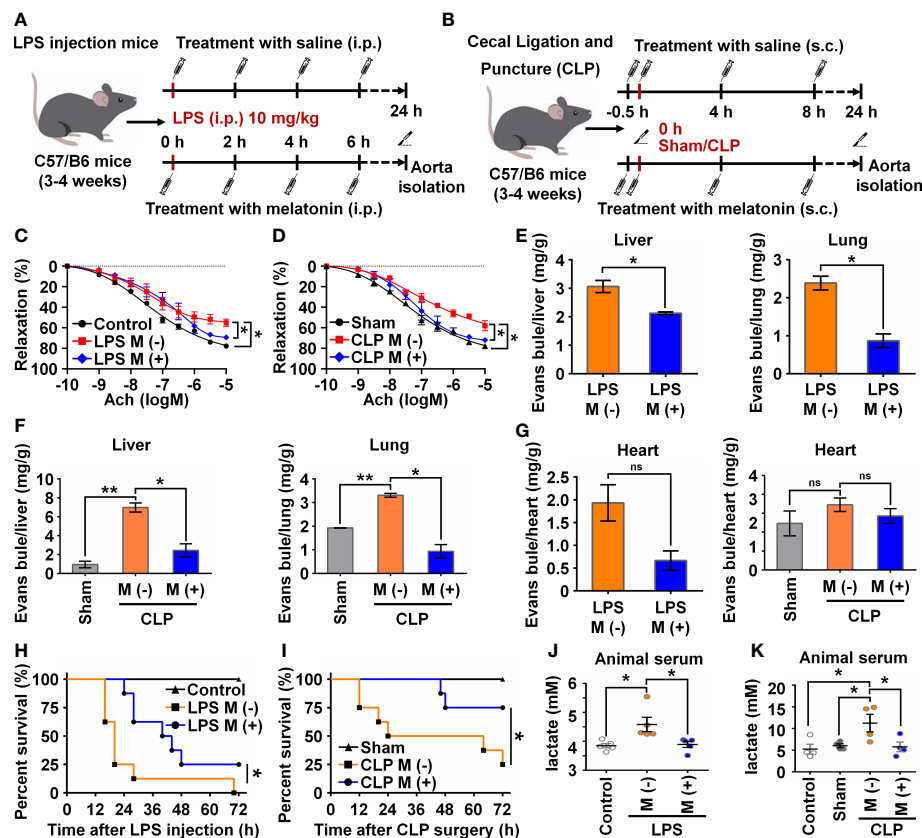 A
LPS injection mice
Treatment with saline (i.p.)
24 h
LPS (i.p.) 10 mg/kg
0 h 2 h 4 h 6 h
C57/B6 mice
(3-4 weeks)
Aorta
isolation
Treatment with melatonin (i.p.)
B
Cecal Ligation and
Puncture (CLP)
Treatment with saline (s.c.)
-0.5 h 4 h 8 h 24 h
0 h
Sham/CLP
C57/B6 mice
(3-4 weeks)
Aorta
isolation
Treatment with melatonin (s.c.)
C
Relaxation (%)
0
20
40
60
80
100
Control
LPS M (-)
LPS M (+)
*
*
-10 -9 -8 -7 -6 -5
Ach (logM)
D
Relaxation (%)
0
20
40
60
80
100
Sham
CLP M (-)
CLP M (+)
*
*
-10 -9 -8 -7 -6 -5
Ach (logM)
E
Liver
Evans bule/liver (mg/g)
4
3
2
1
0
*
LPS M (-)
LPS M (+)
Lung
Evans bule/lung (mg/g)
3
2
1
0
*
LPS M (-)
LPS M (+)
F
Liver
Evans bule/liver (mg/g)
10
8
6
4
2
0
** *
Sham M (-) M (+)
CLP
Lung
Evans bule/lung (mg/g)
5
4
3
2
1
0
** *
Sham M (-) M (+)
CLP
G
Heart
Evans bule/heart (mg/g)
2.5
2
1.5
1
0.5
0
ns
LPS M (-)
LPS M (+)
Heart
Evans bule/heart (mg/g)
4
3
2
1
0
ns ns
Sham M (-) M (+)
CLP
H
Percent survival (%)
100
75
50
25
0
Control
LPS M (-)
LPS M (+)
*
0 12 24 36 48 60 72
Time after LPS injection (h)
I
Percent survival (%)
100
75
50
25
0
Sham
CLP M (-)
CLP M (+)
*
0 12 24 36 48 60 72
Time after CLP surgery (h)
J
Animal serum
lactate (mM)
6
5
4
3
* *
Control M (-) M (+)
LPS
K
Animal serum
lactate (mM)
20
15
10
5
0
*
* *
Control Sham M (-) M (+)
CLP